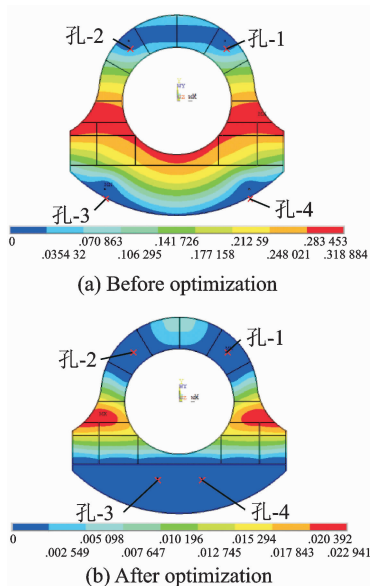 孔-2 孔-1
孔-3 孔-4
0 .070 863 .141 726 .212 59 .283 453
.0354 32 .106 295 .177 158 .248 021 .318 884
(a) Before optimization
孔-2 孔-1
孔-3 孔-4
0 .005 098 .010 196 .015 294 .020 392
.002 549 .007 647 .012 745 .017 843 .022 941
(b) After optimization